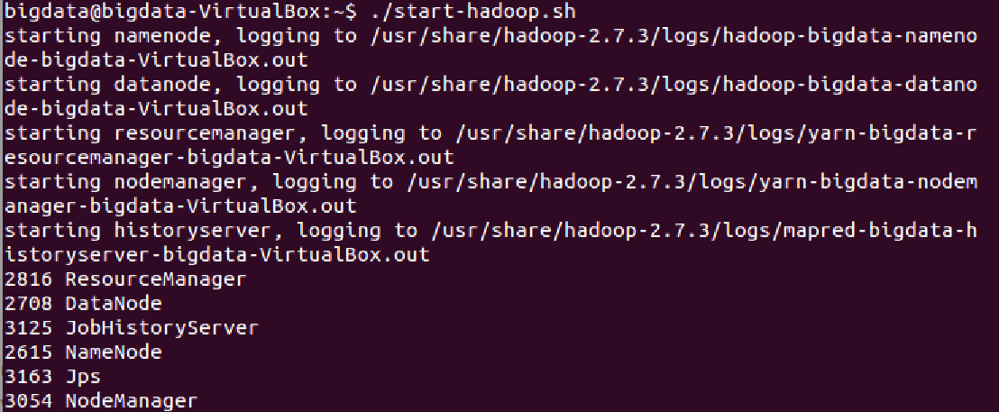 bigdata@bigdata-VirtualBox:~$ ./start-hadoop.sh
starting namenode, logging to /usr/share/hadoop-2.7.3/logs/hadoop-bigdata-nameno
de-bigdata-VirtualBox.out
starting datanode, logging to /usr/share/hadoop-2.7.3/logs/hadoop-bigdata-datano
de-bigdata-VirtualBox.out
starting resourcemanager, logging to /usr/share/hadoop-2.7.3/logs/yarn-bigdata-r
esourcemanager-bigdata-VirtualBox.out
starting nodemanager, logging to /usr/share/hadoop-2.7.3/logs/yarn-bigdata-nodem
anager-bigdata-VirtualBox.out
starting historyserver, logging to /usr/share/hadoop-2.7.3/logs/mapred-bigdata-h
istoryserver-bigdata-VirtualBox.out
2816 ResourceManager
2708 DataNode
3125 JobHistoryServer
2615 NameNode
3163 Jps
3054 NodeManager